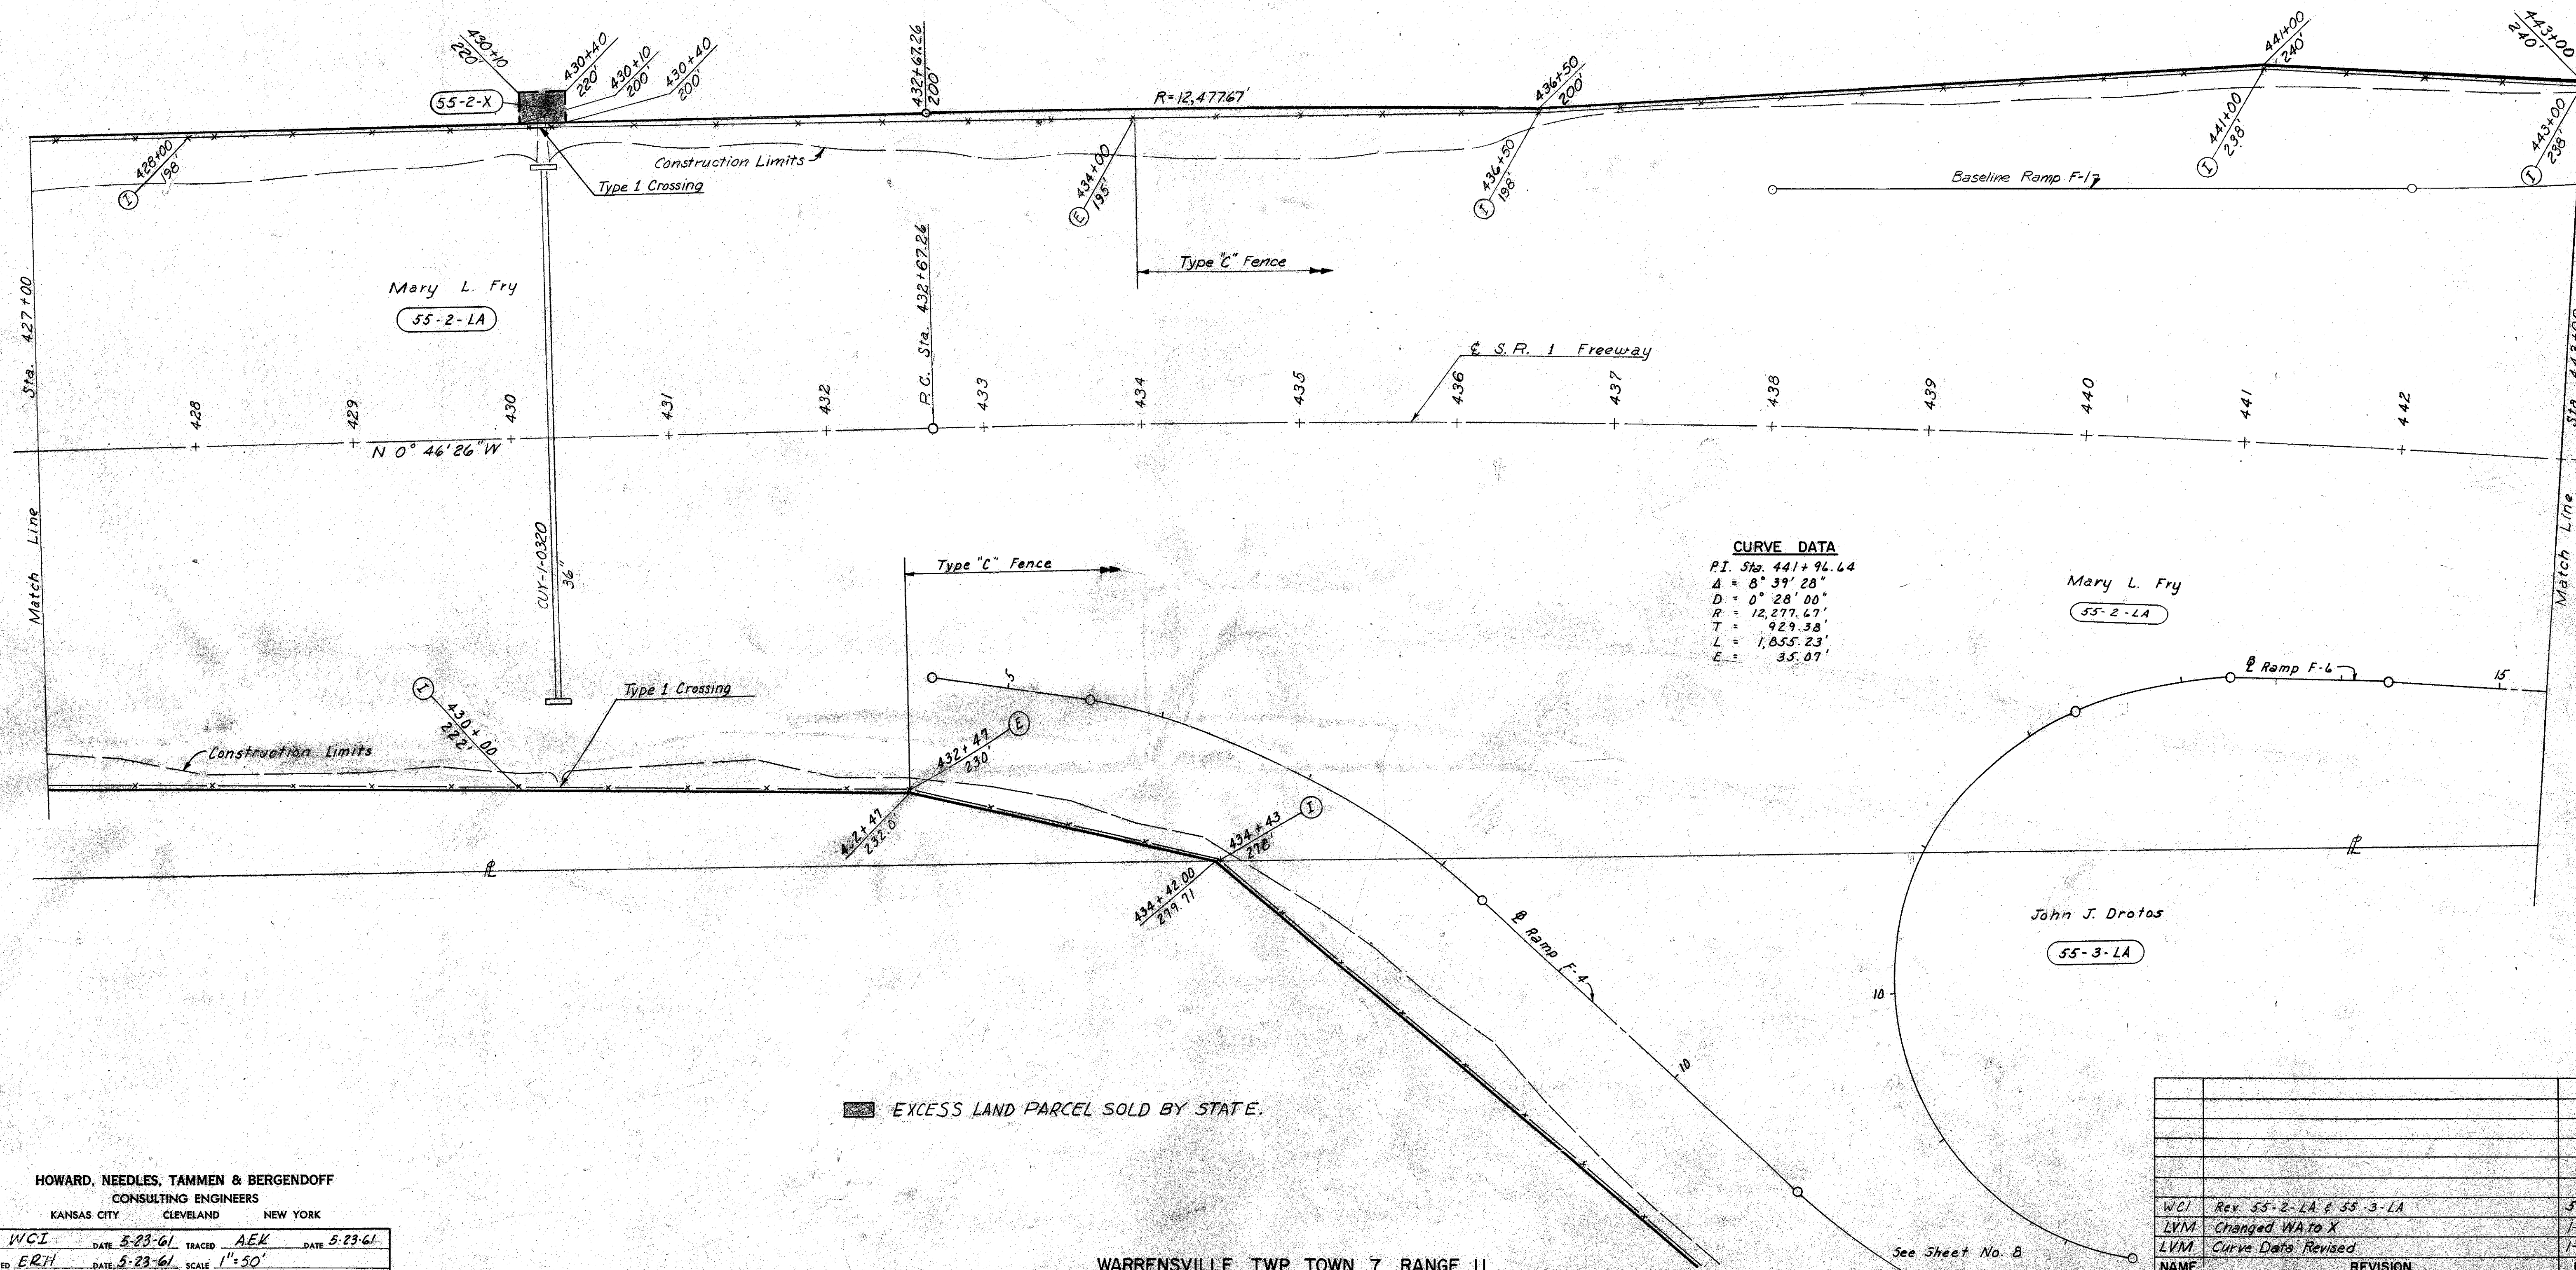 430+10
220'
430+40
220'
430+10
200'
430+40
200'
55-2-X
432+67.26
200'
R=12,477.67'
436+50
200'
441+00
240'
443+00
240'
428+00
198'
I
Construction Limits
Type 1 Crossing
434+00
195'
E
436+50
198'
I
441+00
238'
I
443+00
238'
I
Baseline Ramp F-17
Type "C" Fence
Sta. 427+00
Match Line
Mary L. Fry
55-2-LA
P.C. Sta. 432+67.26
℄ S.R. 1 Freeway
428
429
430
431
432
433
434
435
436
437
438
439
440
441
442
N 0° 46' 26" W
Sta. 443+00
Match Line
CUY-1-0320
36"
Type "C" Fence
CURVE DATA
P.I. Sta. 441+96.64
Δ = 8° 39' 28"
D = 0° 28' 00"
R = 12,277.67'
T = 929.38'
L = 1,855.23'
E = 35.07'
Mary L. Fry
55-2-LA
Ramp F-6
15
5
I
430+00
222'
Type 1 Crossing
Construction Limits
432+47
230'
E
432+47
232.0'
434+43
278'
I
434+42.00
279.71
℄ Ramp F-4
10
10
John J. Drotos
55-3-LA
EXCESS LAND PARCEL SOLD BY STATE.
HOWARD, NEEDLES, TAMMEN & BERGENDOFF
CONSULTING ENGINEERS
KANSAS CITY CLEVELAND NEW YORK
WCI DATE 5-23-61 TRACED A.E.K DATE 5-23-61
ED ERH DATE 5-23-61 SCALE 1"=50'
WARRENSVILLE TWP. TOWN 7 RANGE 11
See Sheet No. 8
WCI Rev. 55-2-LA & 55-3-LA 5
LVM Changed WA to X 1-
LVM Curve Data Revised 1-
NAME REVISION